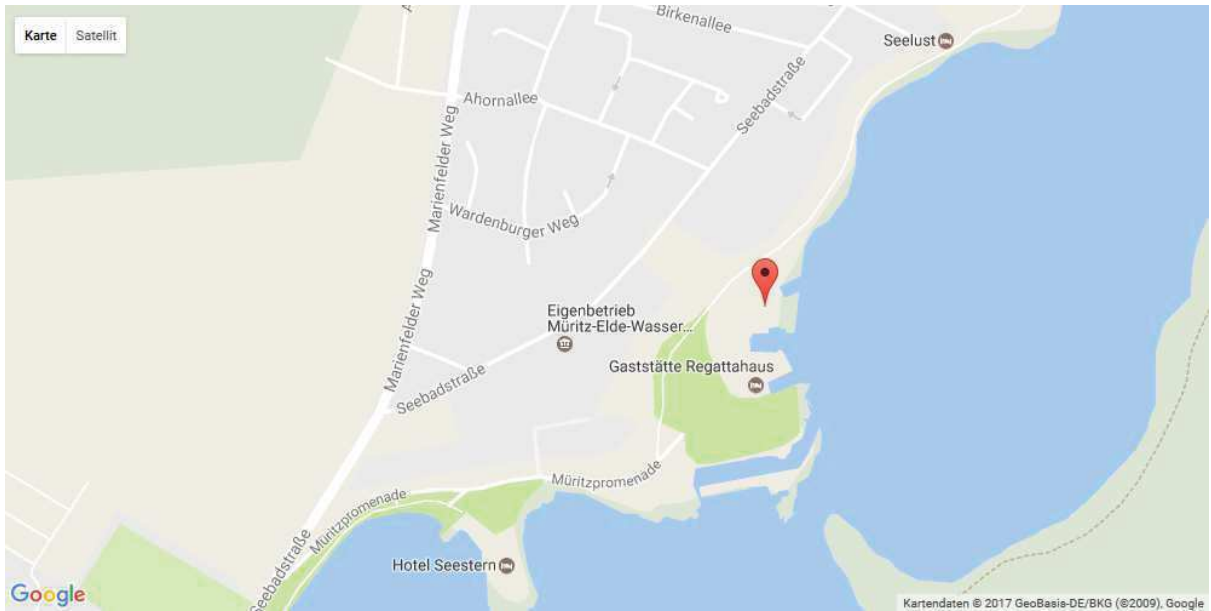 Karte Satellit
Birkenallee
Seelust
Ahornallee
Seebadstraße
Marienfelder Weg
Wardenburger Weg
Marienfelder Weg
Eigenbetrieb
Müritz-Elde-Wasser...
Gaststätte Regattahaus
Seebadstraße
Müritzpromenade
Müritzpromenade
Seebadstraße
Hotel Seestern
Google
Kartendaten © 2017 GeoBasis-DE/BKG (©2009), Google